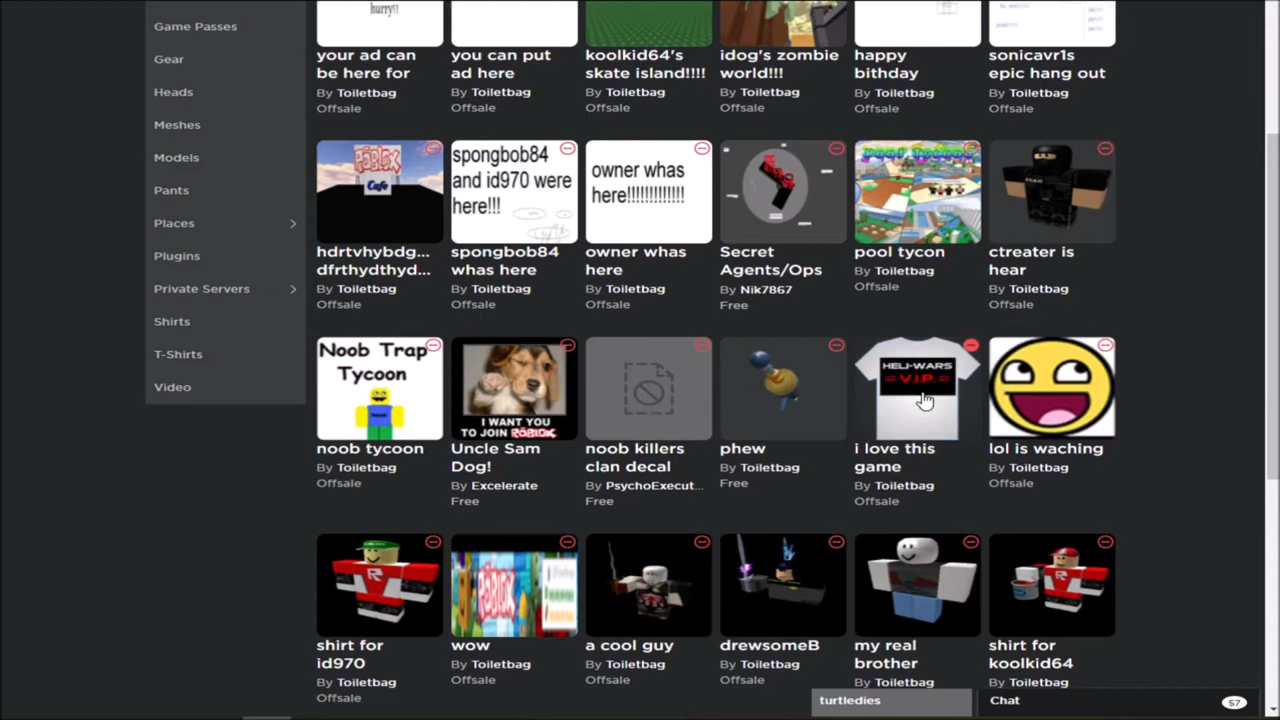 Game Passes
Gear
Heads
Meshes
Models
Pants
Places
Plugins
Private Servers
Shirts
T-Shirts
Video
hurry!!
your ad can
be here for
By Toiletbag
Offsale
you can put
ad here
By Toiletbag
Offsale
koolkid64's
skate island!!!!
By Toiletbag
Offsale
idog's zombie
world!!!
By Toiletbag
Offsale
happy
bithday
By Toiletbag
Offsale
sonicavr1s
epic hang out
By Toiletbag
Offsale
ROBLOX
Cafe
hdrtvhybdg...
dfrthydthyd...
By Toiletbag
Offsale
spongbob84
and id970 were
here!!!
spongbob84
whas here
By Toiletbag
Offsale
owner whas
here!!!!!!!!!!!!!
owner whas
here
By Toiletbag
Offsale
Secret
Agents/Ops
By Nik7867
Free
pool tycon
By Toiletbag
Offsale
ctreater is
hear
By Toiletbag
Offsale
Noob Trap
Tycoon
noob tycoon
By Toiletbag
Offsale
I WANT YOU
TO JOIN ROBLOX
Uncle Sam
Dog!
By Excelerate
Free
noob killers
clan decal
By PsychoExecut...
Free
phew
By Toiletbag
Free
HELI-WARS
=V.I.P.=
i love this
game
By Toiletbag
Offsale
lol is waching
By Toiletbag
Offsale
R
shirt for
id970
By Toiletbag
Offsale
ROBLOX
wow
By Toiletbag
Offsale
a cool guy
By Toiletbag
Offsale
drewsomeB
By Toiletbag
Offsale
my real
brother
By Toiletbag
R
shirt for
koolkid64
By Toiletbag
turtledies
Chat
57